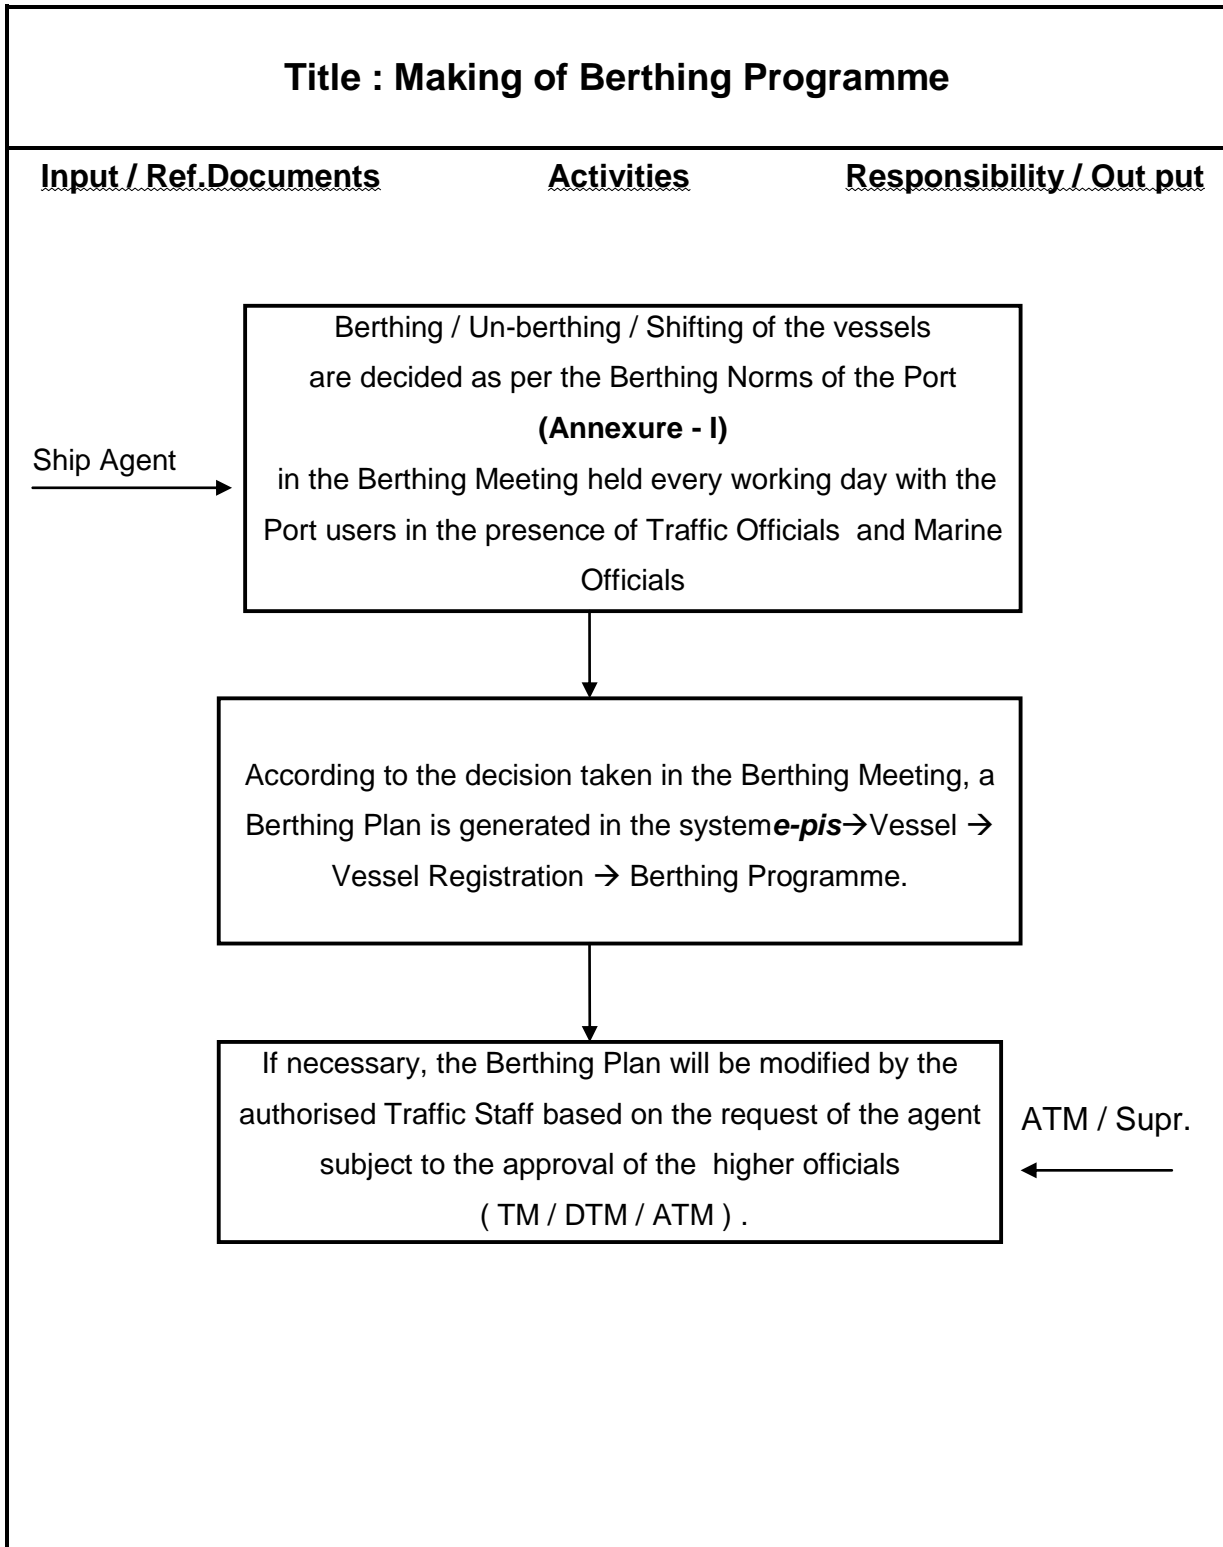 Title : Making of Berthing Programme
Input / Ref.Documents Activities Responsibility / Out put
Berthing / Un-berthing / Shifting of the vessels
are decided as per the Berthing Norms of the Port
(Annexure - I)
Ship Agent
in the Berthing Meeting held every working day with the
Port users in the presence of Traffic Officials and Marine
Officials
According to the decision taken in the Berthing Meeting, a
Berthing Plan is generated in the systeme-pis→Vessel →
Vessel Registration → Berthing Programme.
If necessary, the Berthing Plan will be modified by the
authorised Traffic Staff based on the request of the agent
subject to the approval of the higher officials
( TM / DTM / ATM ) .
ATM / Supr.